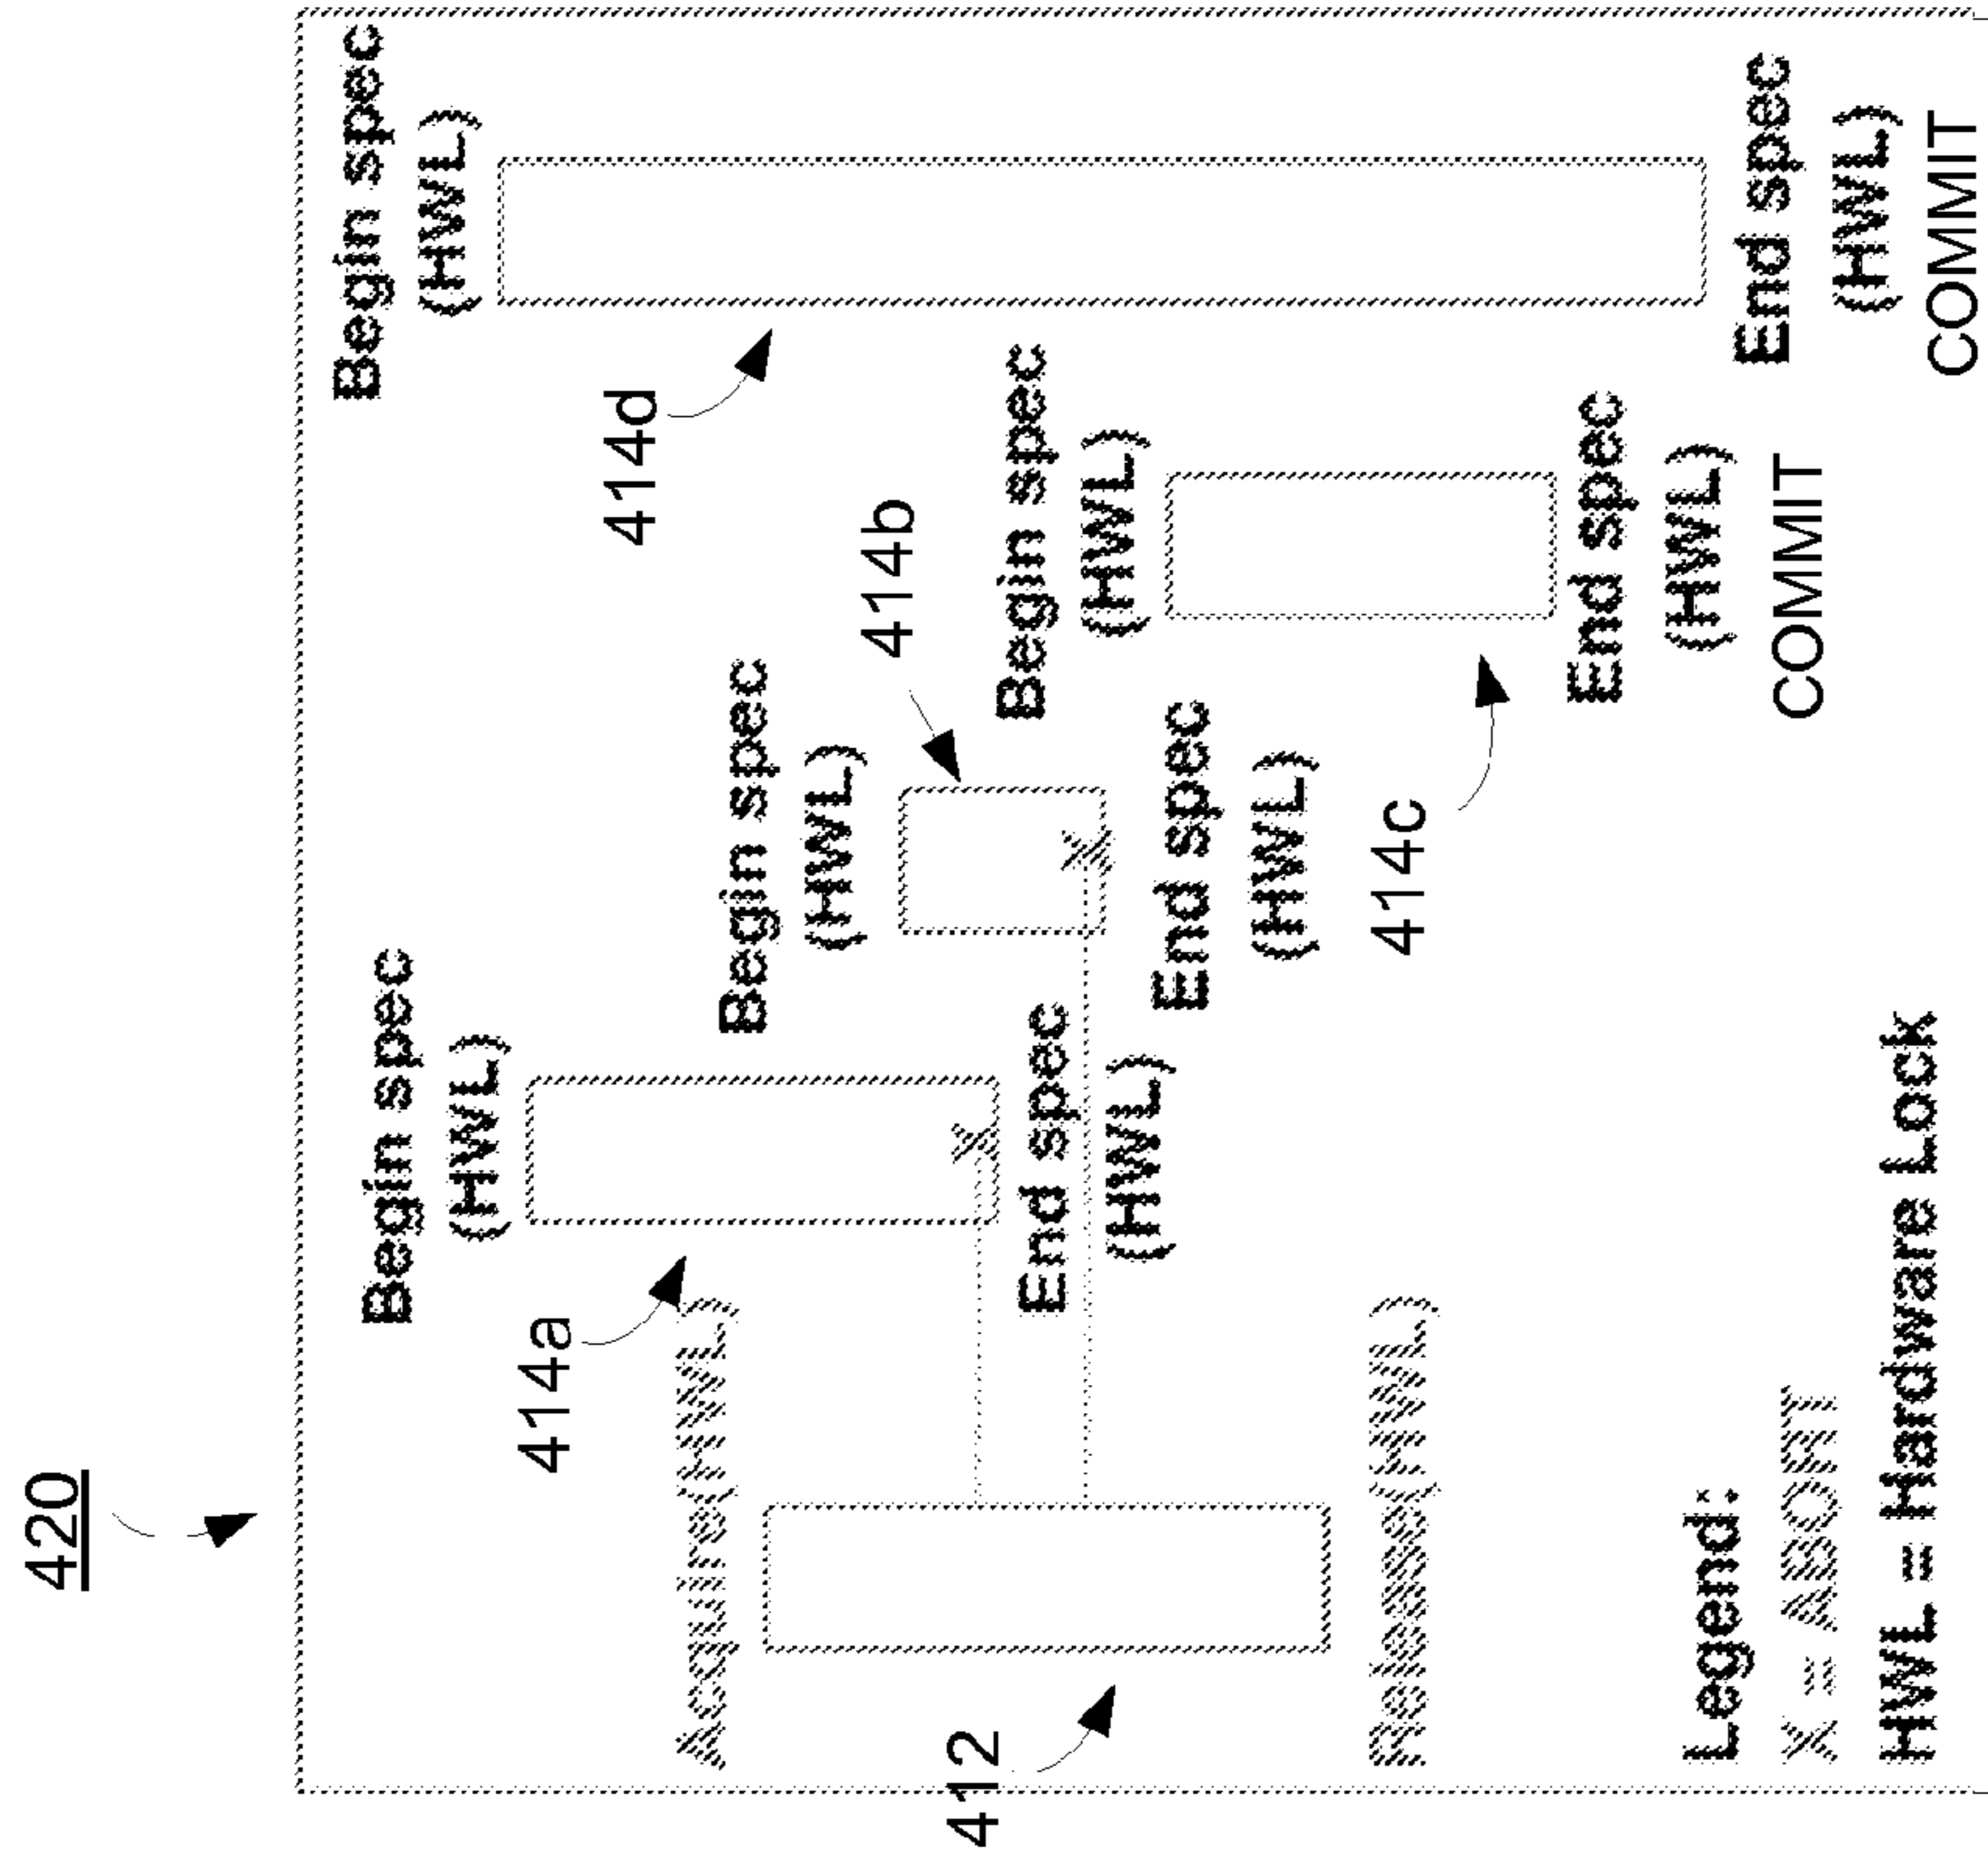 420
Begin spec
(HWL)
Begin spec
(HWL)
414a
414d
Acquire(HWL)
Begin spec
(HWL)
414b
412
End spec
(HWL)
Begin spec
(HWL)
End spec
(HWL)
Release(HWL)
414c
End spec
(HWL)
COMMIT
Legend:
X = ABORT
HWL = Hardware Lock
End spec
(HWL)
COMMIT